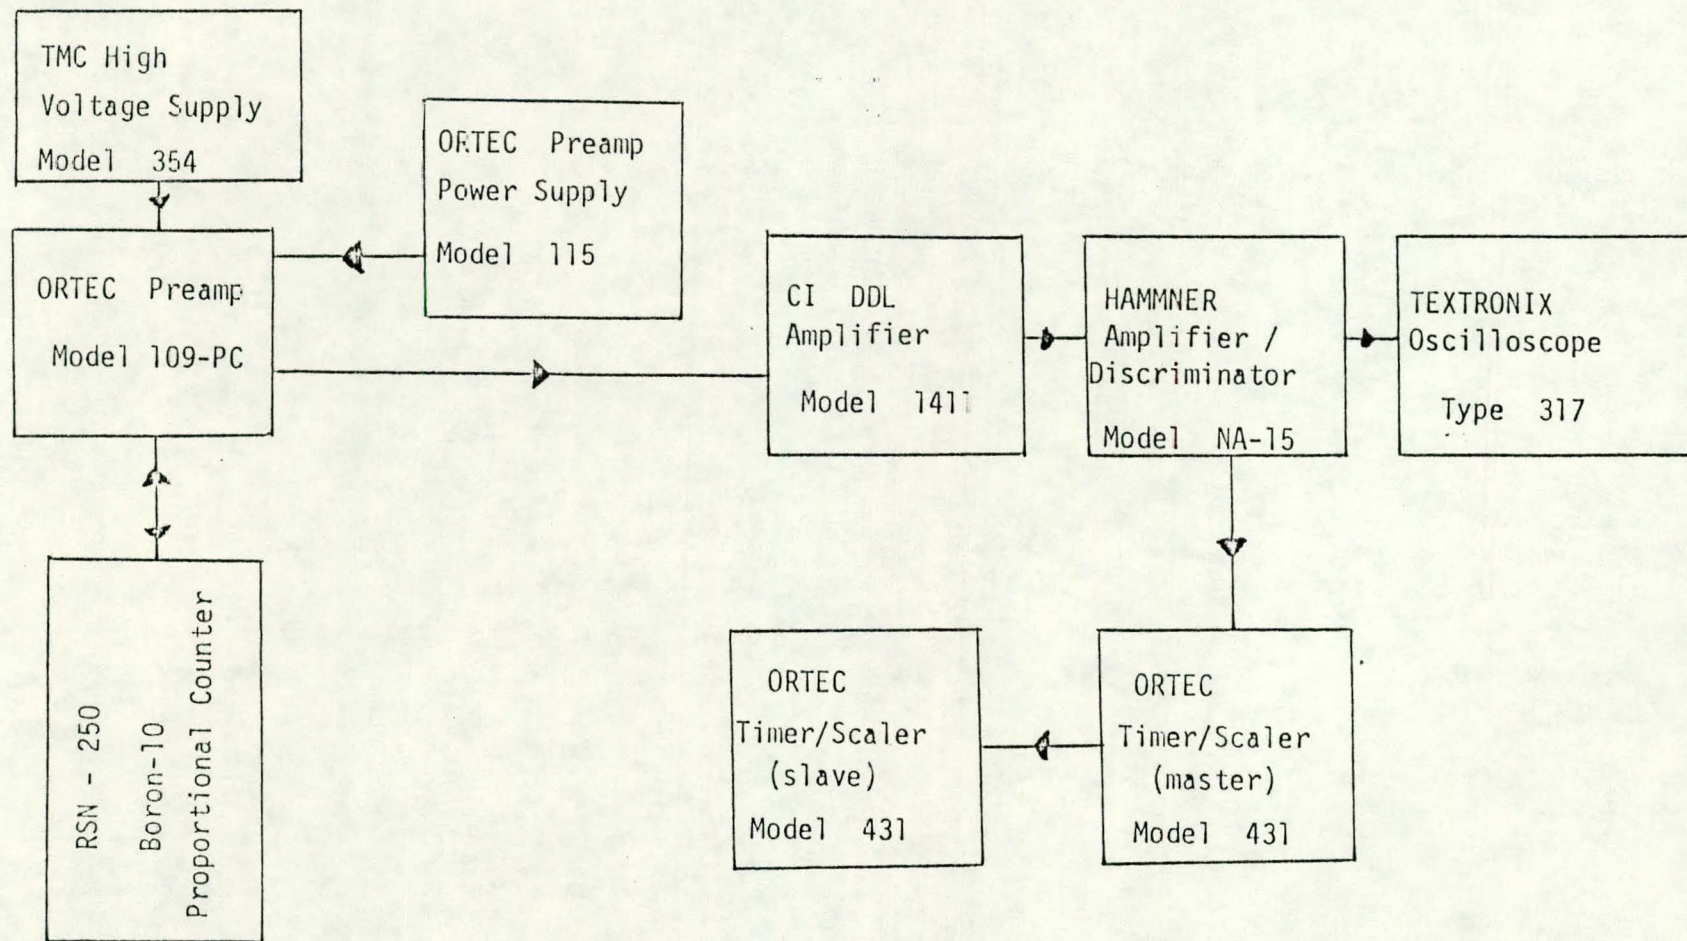 TMC High
Voltage Supply
Model 354
ORTEC Preamp
Power Supply
Model 115
ORTEC Preamp
Model 109-PC
CI DDL
Amplifier
Model 1411
HAMMNER
Amplifier /
Discriminator
Model NA-15
TEXTRONIX
Oscilloscope
Type 317
RSN - 250
Boron-10
Proportional Counter
ORTEC
Timer/Scaler
(slave)
Model 431
ORTEC
Timer/Scaler
(master)
Model 431